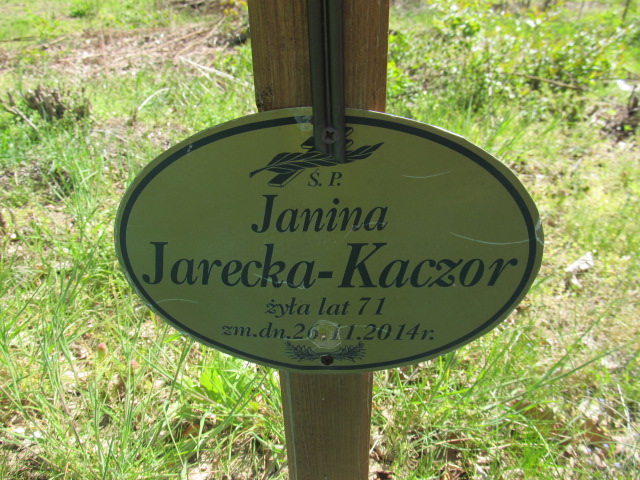 Ś. P.
Janina
Jarecka-Kaczor
żyła lat 71
zm.dn.26.11.2014r.